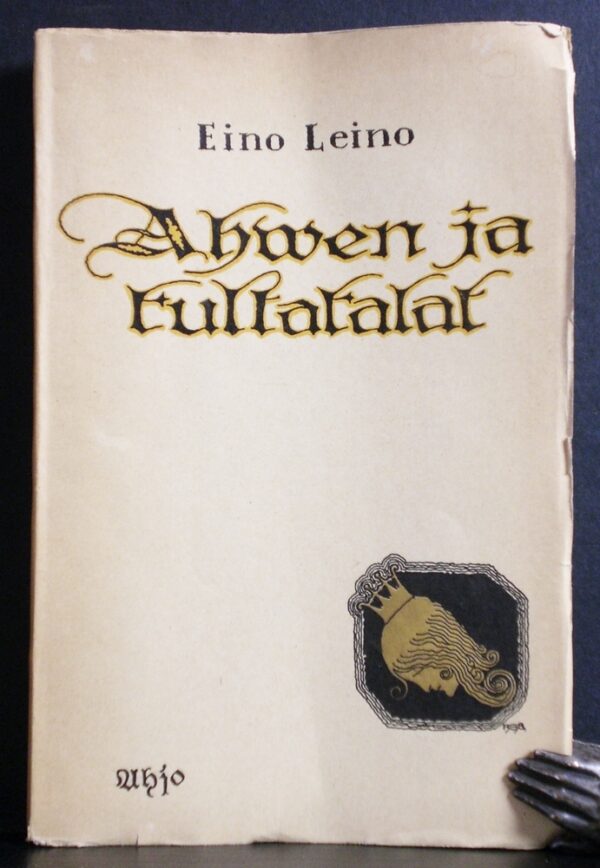 Eino Leino
Ahwen ja
kultakalat
Ahjo